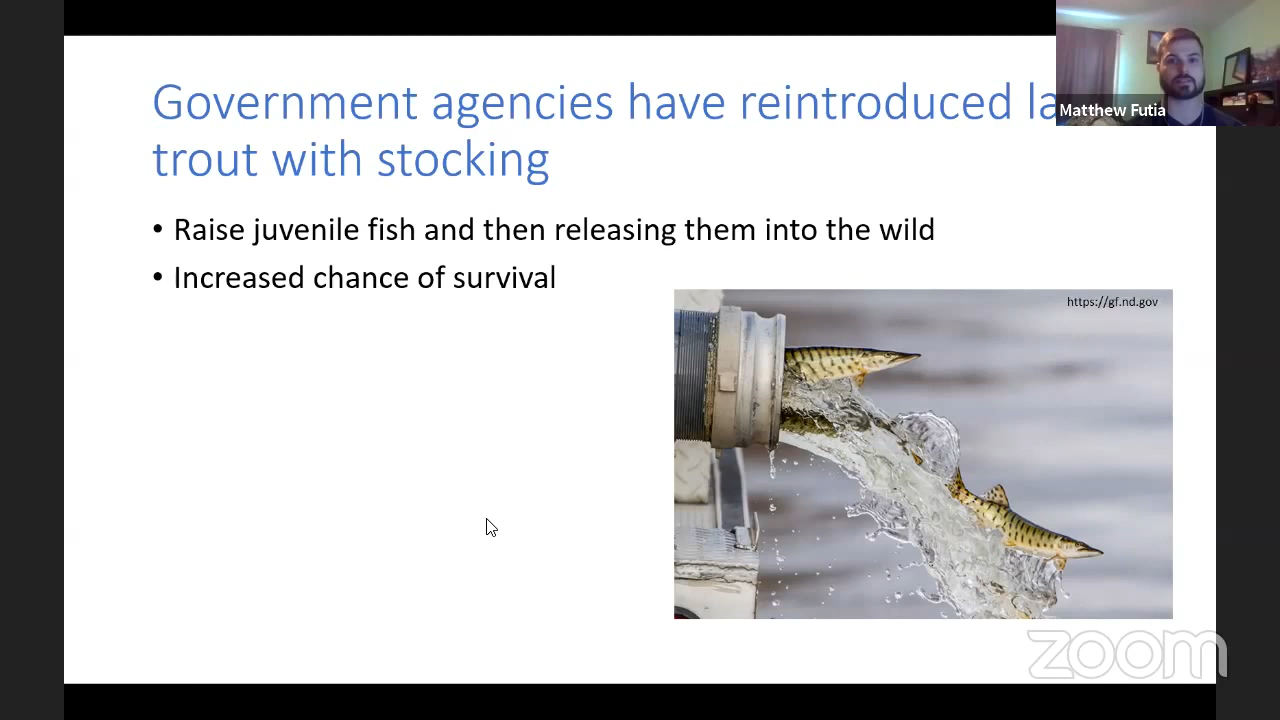 Government agencies have reintroduced la
trout with stocking
• Raise juvenile fish and then releasing them into the wild
• Increased chance of survival
https://gf.nd.gov
Matthew Futia
zoom